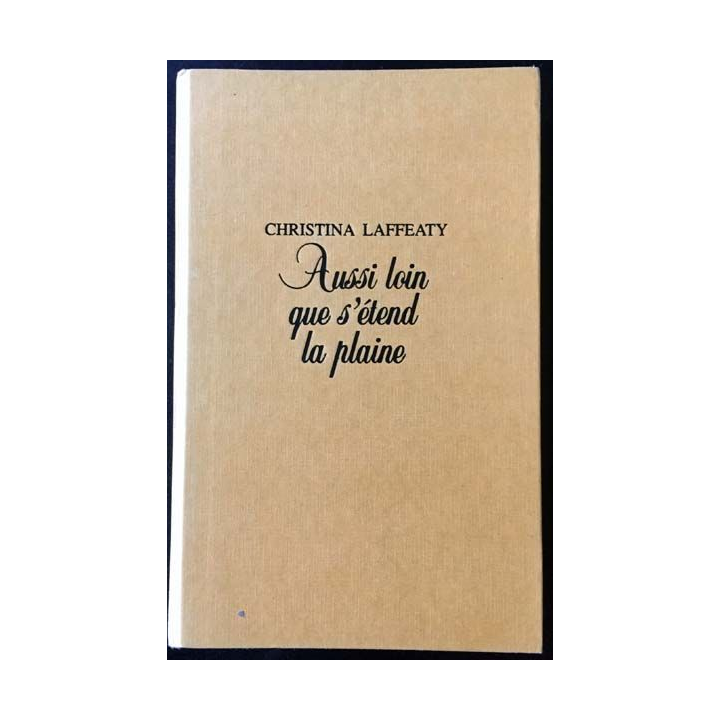 CHRISTINA LAFFEATY
Aussi loin
que s'étend
la plaine